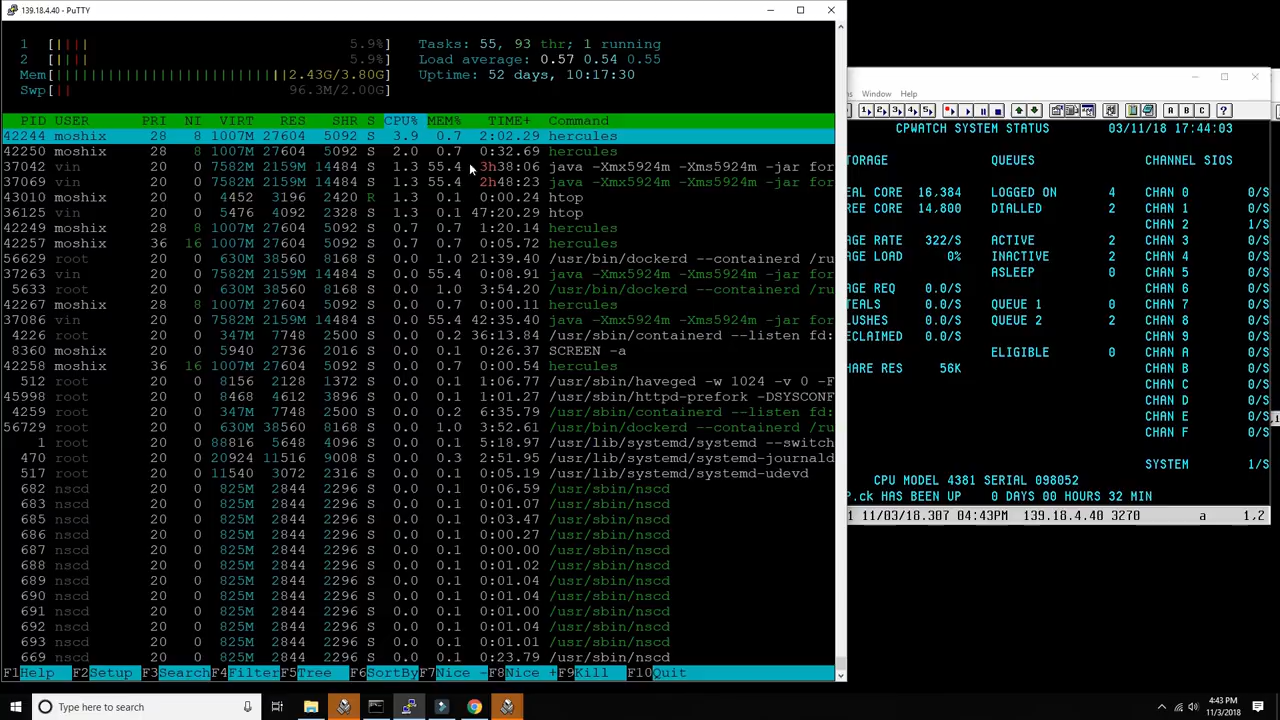 139.18.4.40 - PuTTY
1 [|||| 5.9%] Tasks: 55, 93 thr; 1 running
2 [|||| 5.9%] Load average: 0.57 0.54 0.55
Mem[||||||||||||||||||||||||||2.43G/3.80G] Uptime: 52 days, 10:17:30
Swp[|| 96.3M/2.00G]
PID USER PRI NI VIRT RES SHR S CPU% MEM% TIME+ Command
42244 moshix 28 8 1007M 27604 5092 S 3.9 0.7 2:02.29 hercules
42250 moshix 28 8 1007M 27604 5092 S 2.0 0.7 0:32.69 hercules
37042 vin 20 0 7582M 2159M 14484 S 1.3 55.4 3h38:06 java -Xmx5924m -Xms5924m -jar for
37069 vin 20 0 7582M 2159M 14484 S 1.3 55.4 2h48:23 java -Xmx5924m -Xms5924m -jar for
43010 moshix 20 0 4452 3196 2420 R 1.3 0.1 0:00.24 htop
36125 vin 20 0 5476 4092 2328 S 1.3 0.1 47:20.29 htop
42249 moshix 28 8 1007M 27604 5092 S 0.7 0.7 1:20.14 hercules
42257 moshix 36 16 1007M 27604 5092 S 0.7 0.7 0:05.72 hercules
56629 root 20 0 630M 38560 8168 S 0.7 1.0 21:39.40 /usr/bin/dockerd --containerd /ru
37263 vin 20 0 7582M 2159M 14484 S 0.7 55.4 0:08.91 java -Xmx5924m -Xms5924m -jar for
5633 root 20 0 630M 38560 8168 S 0.7 1.0 3:54.20 /usr/bin/dockerd --containerd /ru
42267 moshix 28 8 1007M 27604 5092 S 0.7 0.7 0:00.11 hercules
37086 vin 20 0 7582M 2159M 14484 S 0.7 55.4 42:35.40 java -Xmx5924m -Xms5924m -jar for
4226 root 20 0 347M 7748 2500 S 0.0 0.2 36:13.84 /usr/sbin/containerd --listen fd:
8360 moshix 20 0 5940 2736 2016 S 0.0 0.1 0:26.37 SCREEN -a
42258 moshix 36 16 1007M 27604 5092 S 0.0 0.7 0:00.54 hercules
512 root 20 0 8156 2128 1372 S 0.0 0.1 1:06.77 /usr/sbin/haveged -w 1024 -v 0 -F
45998 root 20 0 8468 4612 3896 S 0.0 0.1 1:01.27 /usr/sbin/httpd-prefork -DSYSCONF
4259 root 20 0 347M 7748 2500 S 0.0 0.2 6:35.79 /usr/sbin/containerd --listen fd:
56729 root 20 0 630M 38560 8168 S 0.0 1.0 3:52.61 /usr/bin/dockerd --containerd /ru
1 root 20 0 88816 5648 4096 S 0.0 0.1 5:18.97 /usr/lib/systemd/systemd --switch
470 root 20 0 20924 11516 9008 S 0.0 0.3 2:51.95 /usr/lib/systemd/systemd-journald
517 root 20 0 11540 3072 2316 S 0.0 0.1 0:05.19 /usr/lib/systemd/systemd-udevd
682 nscd 20 0 825M 2844 2296 S 0.0 0.1 0:06.59 /usr/sbin/nscd
683 nscd 20 0 825M 2844 2296 S 0.0 0.1 0:01.07 /usr/sbin/nscd
685 nscd 20 0 825M 2844 2296 S 0.0 0.1 0:03.47 /usr/sbin/nscd
686 nscd 20 0 825M 2844 2296 S 0.0 0.1 0:00.27 /usr/sbin/nscd
687 nscd 20 0 825M 2844 2296 S 0.0 0.1 0:00.00 /usr/sbin/nscd
688 nscd 20 0 825M 2844 2296 S 0.0 0.1 0:01.02 /usr/sbin/nscd
689 nscd 20 0 825M 2844 2296 S 0.0 0.1 0:01.04 /usr/sbin/nscd
690 nscd 20 0 825M 2844 2296 S 0.0 0.1 0:01.02 /usr/sbin/nscd
691 nscd 20 0 825M 2844 2296 S 0.0 0.1 0:01.00 /usr/sbin/nscd
692 nscd 20 0 825M 2844 2296 S 0.0 0.1 0:01.04 /usr/sbin/nscd
693 nscd 20 0 825M 2844 2296 S 0.0 0.1 0:01.01 /usr/sbin/nscd
669 nscd 20 0 825M 2844 2296 S 0.0 0.1 0:23.79 /usr/sbin/nscd
F1Help F2Setup F3SearchF4FilterF5Tree F6SortByF7Nice -F8Nice +F9Kill F10Quit
ns Window Help
1 2 3 4 5 A B C ?
CPWATCH SYSTEM STATUS 03/11/18 17:44:03
ORAGE QUEUES CHANNEL SIOS
EAL CORE 16,384 LOGGED ON 4 CHAN 1 0/S
REE CORE 14,800 DIALLED 2 CHAN 2 1/S
AGE RATE 322/S ACTIVE 2 CHAN 3 0/S
AGE LOAD 0% INACTIVE 2 CHAN 4 0/S
ASLEEP 0 CHAN 5 0/S
AGE REQ 0.0/S CHAN 6 0/S
TEALS 0.0/S QUEUE 1 0 CHAN 7 0/S
LUSHES 0.0/S QUEUE 2 2 CHAN 8 0/S
ECLAIMED 0.0/S CHAN 9 0/S
ELIGIBLE 0 CHAN A 0/S
HARE RES 56K CHAN B 0/S
CHAN C 0/S
CHAN D 0/S
CHAN E 0/S
CHAN F 0/S
SYSTEM 1/S
CPU MODEL 4381 SERIAL 098052
P.ck HAS BEEN UP 0 DAYS 00 HOURS 32 MIN
1 11/03/18.307 04:43PM 139.18.4.40 3270 a 1,2
Type here to search
4:43 PM
11/3/2018